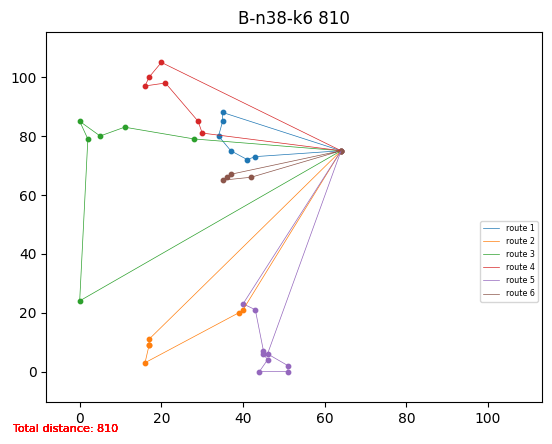 B-n38-k6 810
100
80
60
40
20
0
0 20 40 60 80 100
route 1
route 2
route 3
route 4
route 5
route 6
Total distance: 810